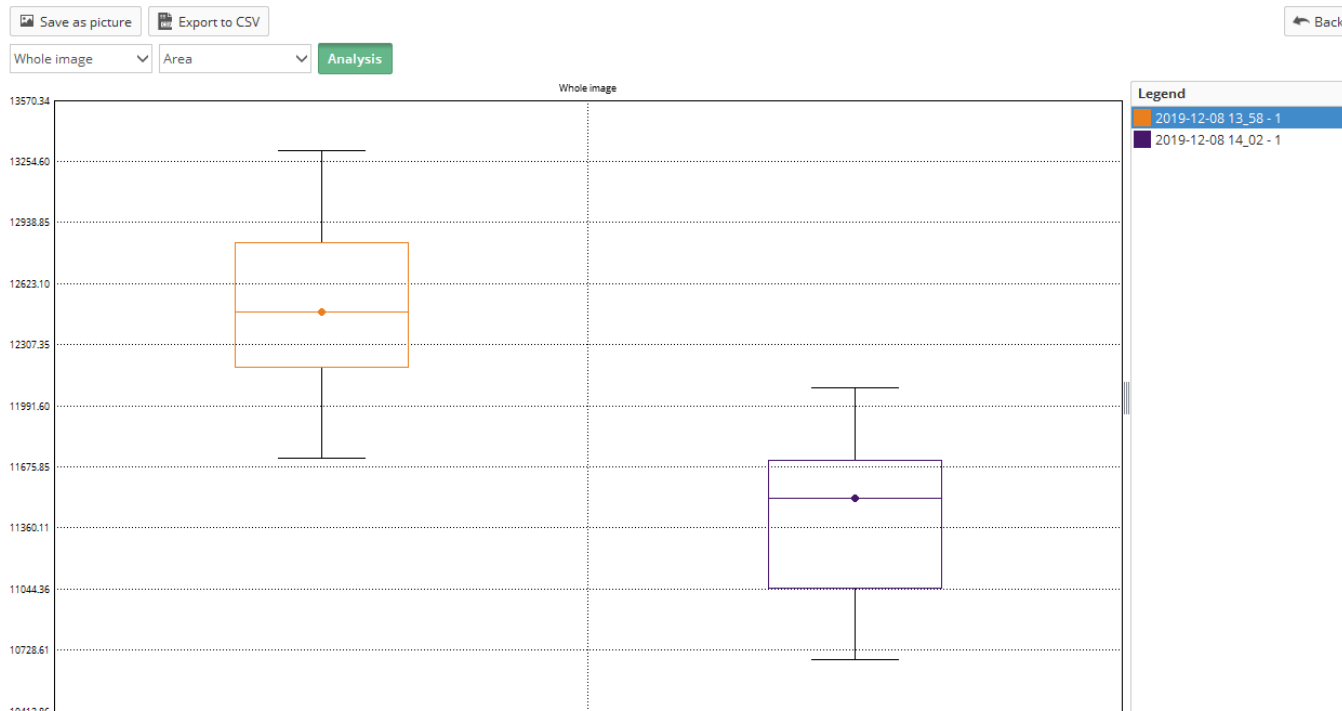 Save as picture
Export to CSV
Back
Whole image
Area
Analysis
Whole image
13570.34
13254.60
12938.85
12623.10
12307.35
11991.60
11675.85
11360.11
11044.36
10728.61
Legend
2019-12-08 13_58 - 1
2019-12-08 14_02 - 1